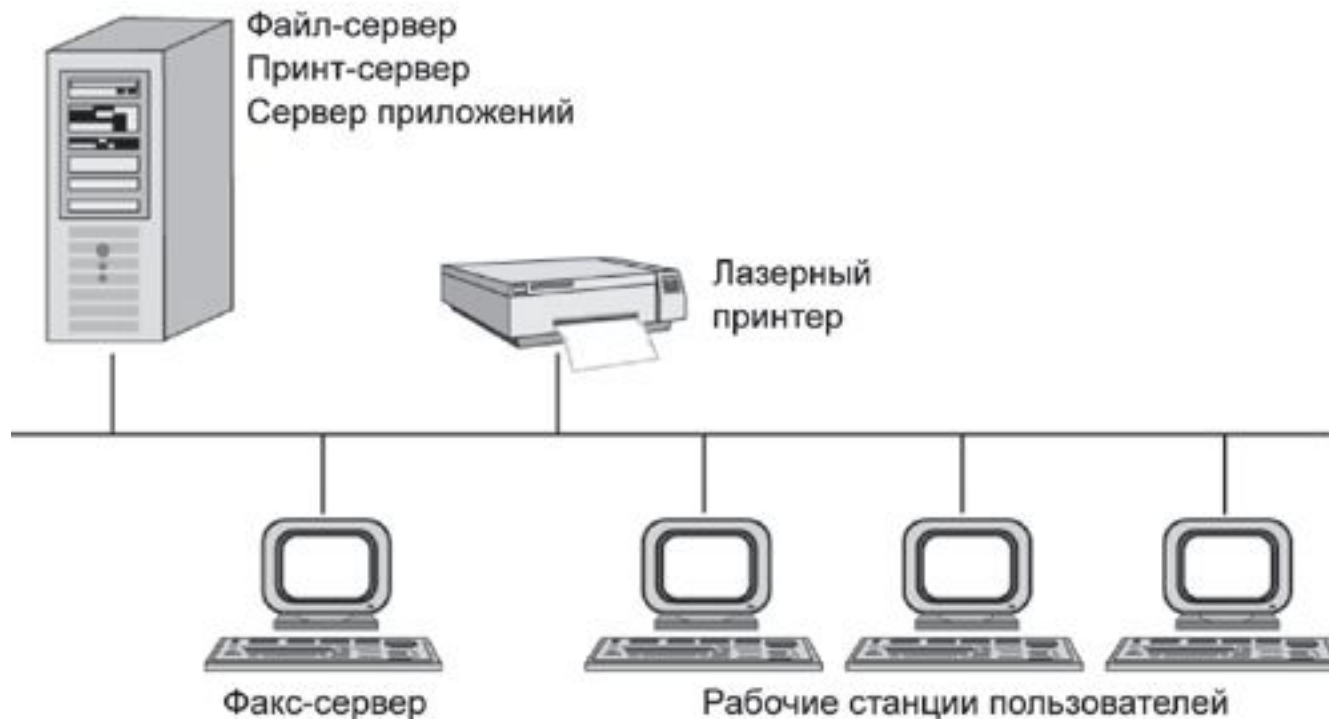 Файл-сервер
Принт-сервер
Сервер приложений
Лазерный
принтер
Факс-сервер
Рабочие станции пользователей